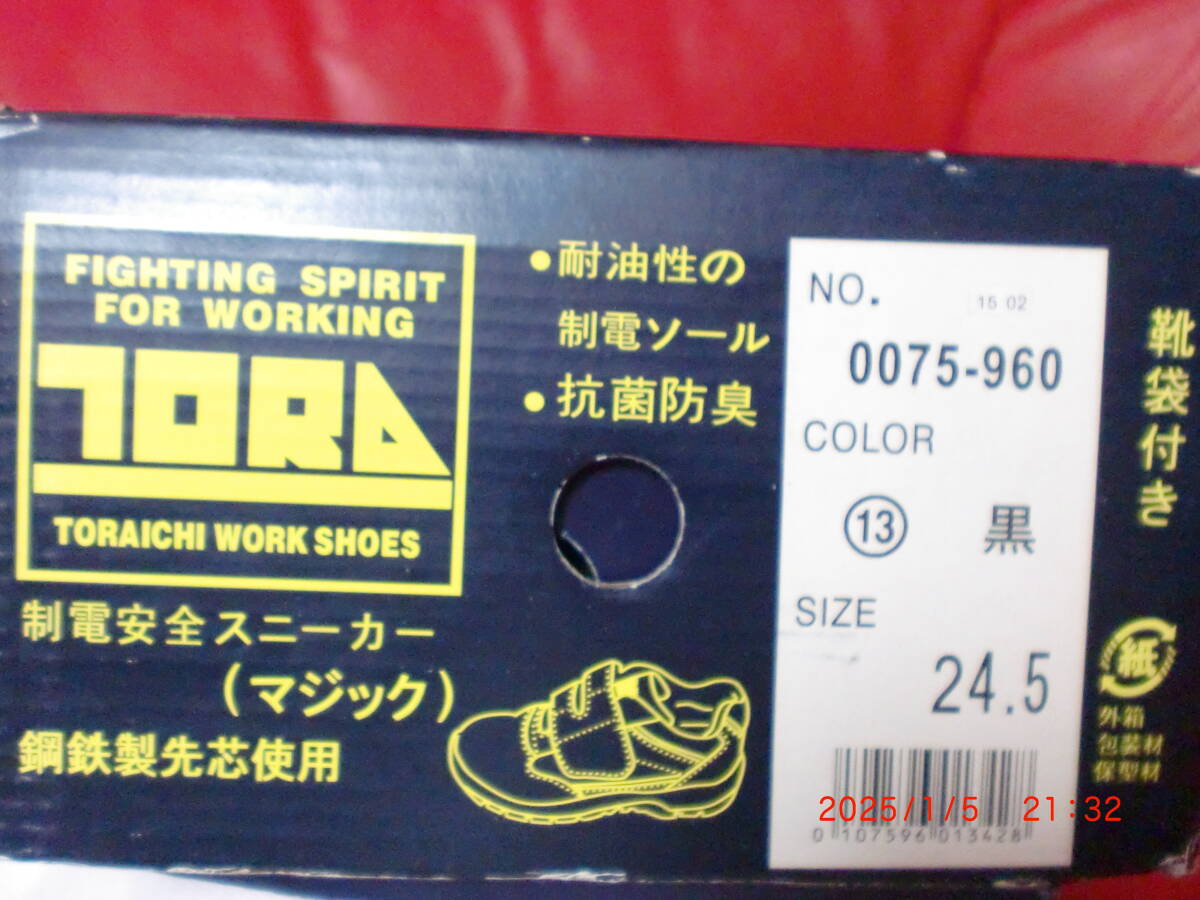 FIGHTING SPIRIT
FOR WORKING
TORA
TORAICHI WORK SHOES
制電安全スニーカー
(マジック)
鋼鉄製先芯使用
•耐油性の
制電ソール
•抗菌防臭
NO.
15 02
0075-960
COLOR
⑬ 黒
SIZE
24.5
0 107596 013428
靴袋付き
紙
外箱
包装材
保型材
2025/1/5 21:32